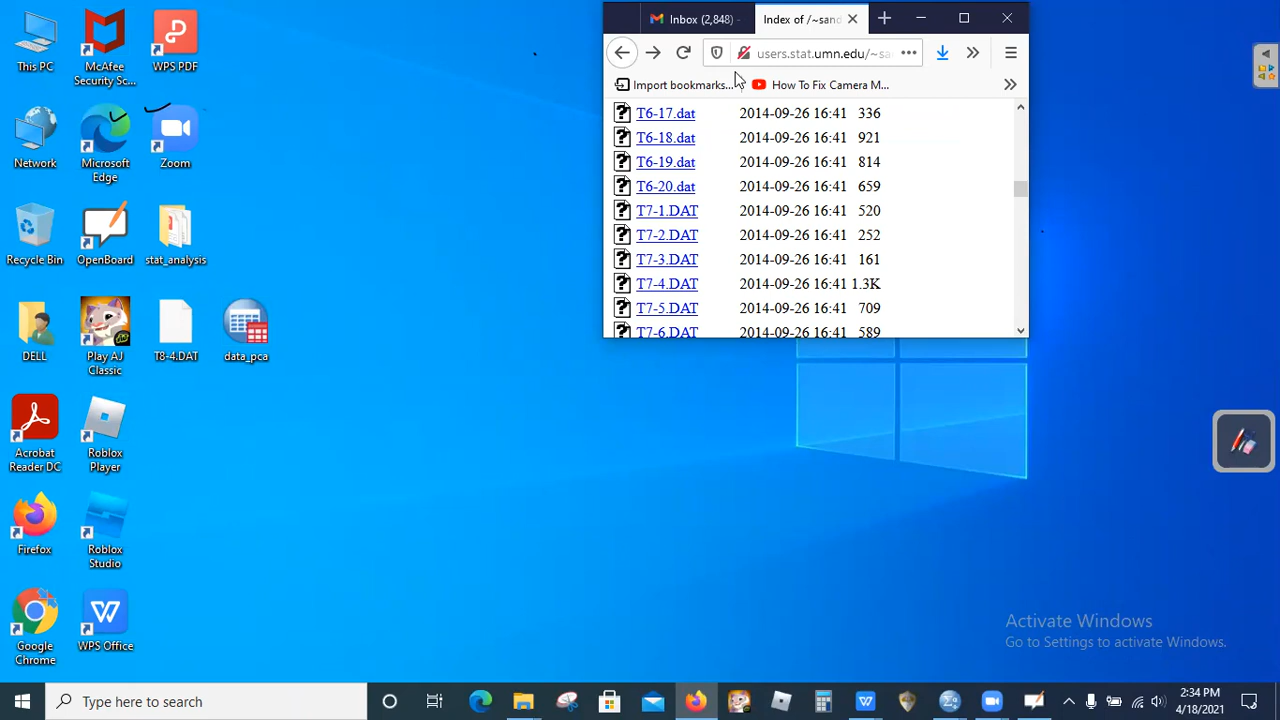 This PC
McAfee Security Sc...
WPS PDF
Network
Microsoft Edge
Zoom
Recycle Bin
OpenBoard
stat_analysis
DELL
Play AJ Classic
T8-4.DAT
data_pca
Acrobat Reader DC
Roblox Player
Firefox
Roblox Studio
Google Chrome
WPS Office
Inbox (2,848) -
Index of /~sand
users.stat.umn.edu/~sa
Import bookmarks...
How To Fix Camera M...
T6-17.dat 2014-09-26 16:41 336
T6-18.dat 2014-09-26 16:41 921
T6-19.dat 2014-09-26 16:41 814
T6-20.dat 2014-09-26 16:41 659
T7-1.DAT 2014-09-26 16:41 520
T7-2.DAT 2014-09-26 16:41 252
T7-3.DAT 2014-09-26 16:41 161
T7-4.DAT 2014-09-26 16:41 1.3K
T7-5.DAT 2014-09-26 16:41 709
T7-6.DAT 2014-09-26 16:41 589
Activate Windows
Go to Settings to activate Windows.
Type here to search
2:34 PM
4/18/2021